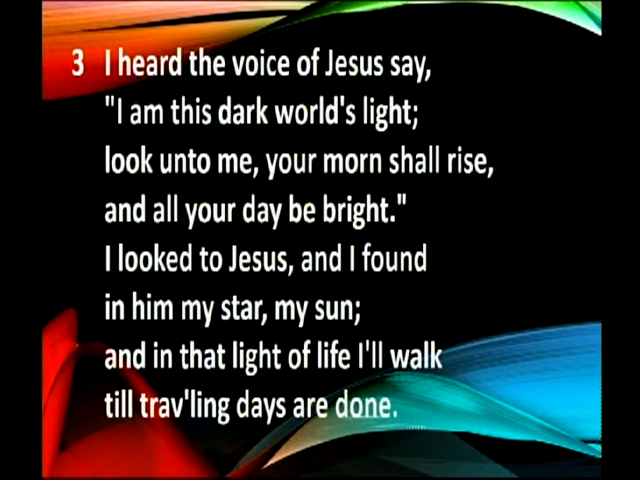 3 I heard the voice of Jesus say,
"I am this dark world's light;
look unto me, your morn shall rise,
and all your day be bright."
I looked to Jesus, and I found
in him my star, my sun;
and in that light of life I'll walk
till trav'ling days are done.